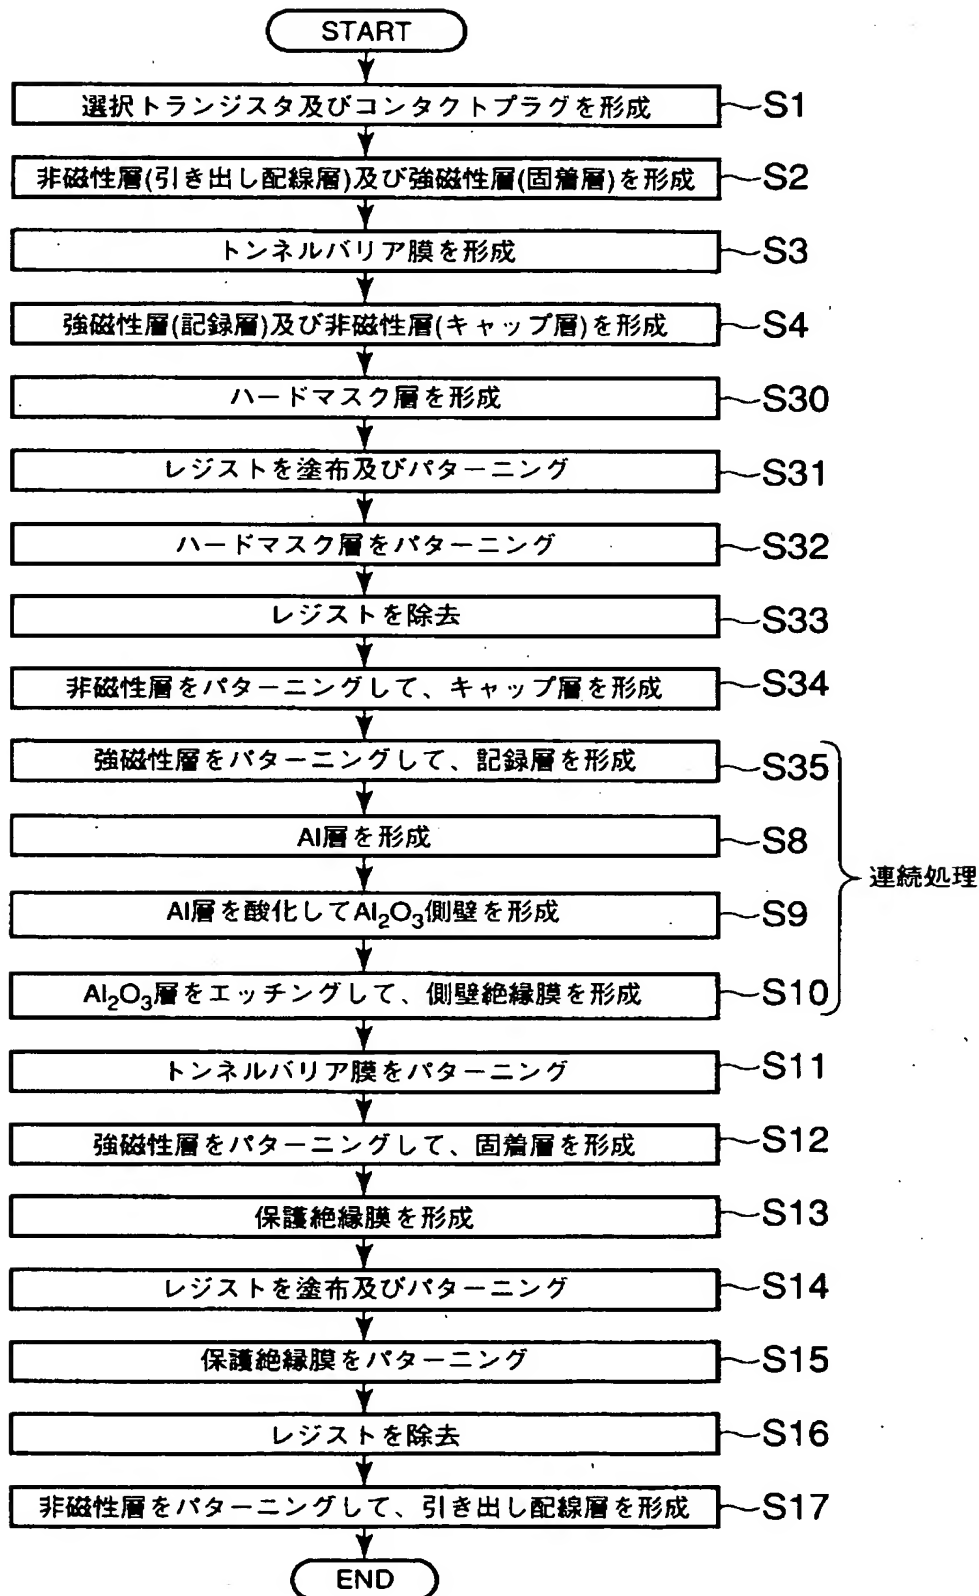 START
選択トランジスタ及びコンタクトプラグを形成 S1
非磁性層(引き出し配線層)及び強磁性層(固着層)を形成 S2
トンネルバリア膜を形成 S3
強磁性層(記録層)及び非磁性層(キャップ層)を形成 S4
ハードマスク層を形成 S30
レジストを塗布及びパターニング S31
ハードマスク層をパターニング S32
レジストを除去 S33
非磁性層をパターニングして、キャップ層を形成 S34
強磁性層をパターニングして、記録層を形成 S35
Al層を形成 S8
連続処理
Al層を酸化してAl₂O₃側壁を形成 S9
Al₂O₃層をエッチングして、側壁絶縁膜を形成 S10
トンネルバリア膜をパターニング S11
強磁性層をパターニングして、固着層を形成 S12
保護絶縁膜を形成 S13
レジストを塗布及びパターニング S14
保護絶縁膜をパターニング S15
レジストを除去 S16
非磁性層をパターニングして、引き出し配線層を形成 S17
END